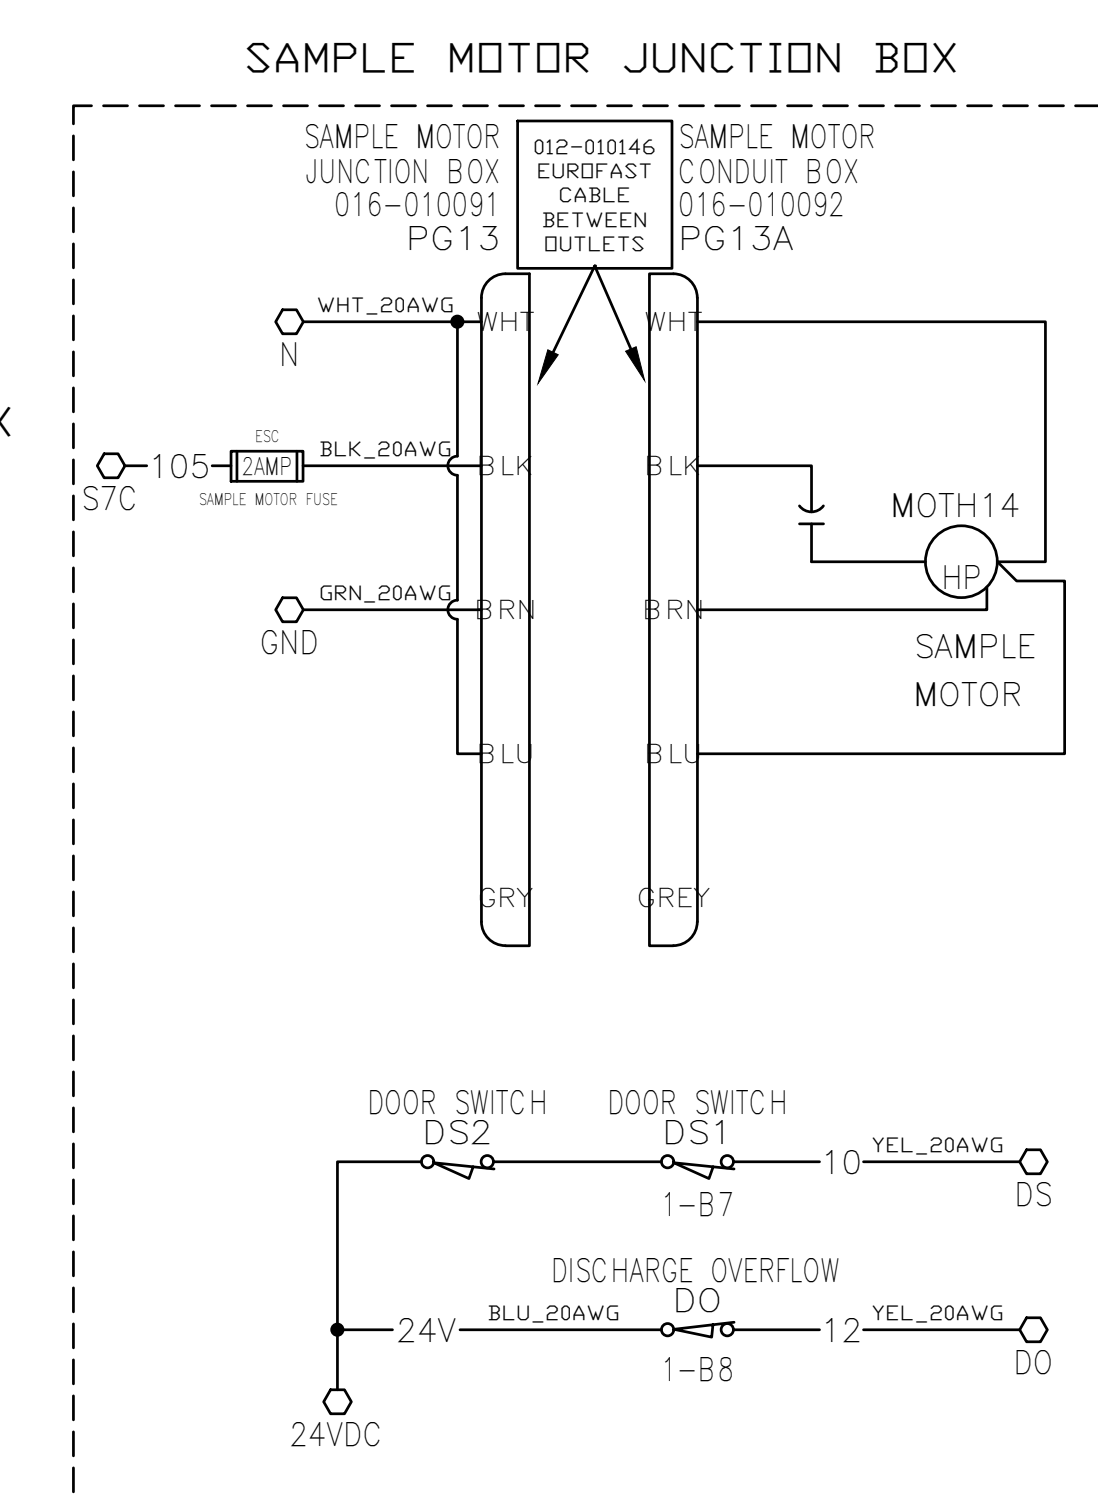 SAMPLE MOTOR JUNCTION BOX
SAMPLE MOTOR
JUNCTION BOX
016-010091
PG13
012-010146
EUROFAST
CABLE
BETWEEN
OUTLETS
SAMPLE MOTOR
CONDUIT BOX
016-010092
PG13A
WHT_20AWG
WHT
WHT
N
X
ESC
BLK_20AWG
105
2AMP
BLK
BLK
S7C
SAMPLE MOTOR FUSE
MOTH14
HP
GRN_20AWG
BRN
BRN
GND
SAMPLE
MOTOR
BLU
BLU
GRY
GREY
DOOR SWITCH
DS2
DOOR SWITCH
DS1
10
YEL_20AWG
DS
1-B7
DISCHARGE OVERFLOW
DO
24V
BLU_20AWG
12
YEL_20AWG
DO
1-B8
24VDC